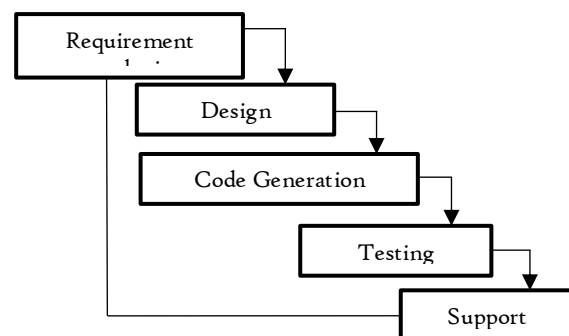 Requirement
Design
Code Generation
Testing
Support